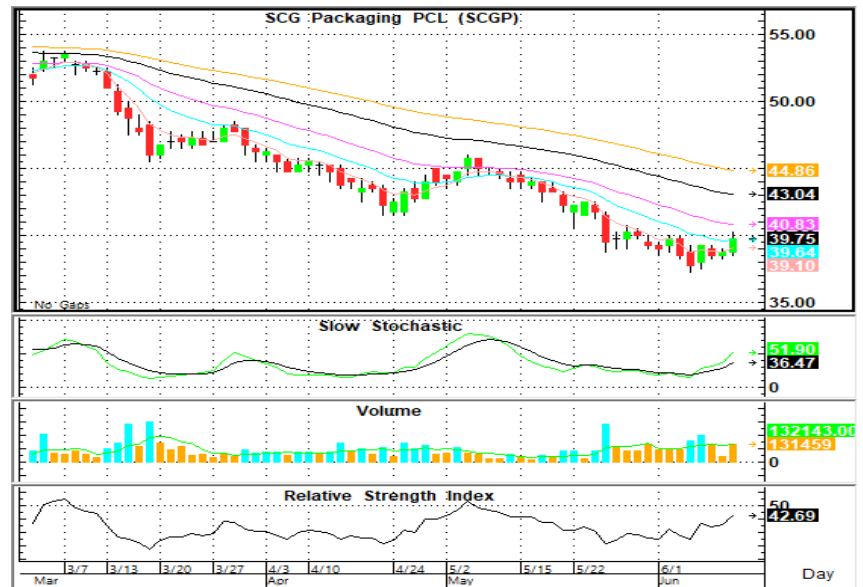 SCG Packaging PCL (SCGP)
55.00
50.00
44.86
43.04
40.83
39.75
39.64
39.10
35.00
No Gaps
Slow Stochastic
51.90
36.47
0
Volume
132143.00
131459
0
Relative Strength Index
50
42.69
3/7 3/13 3/20 3/27 4/3 4/10 4/24 5/2 5/15 5/22 6/1
Mar Apr May Jun Day